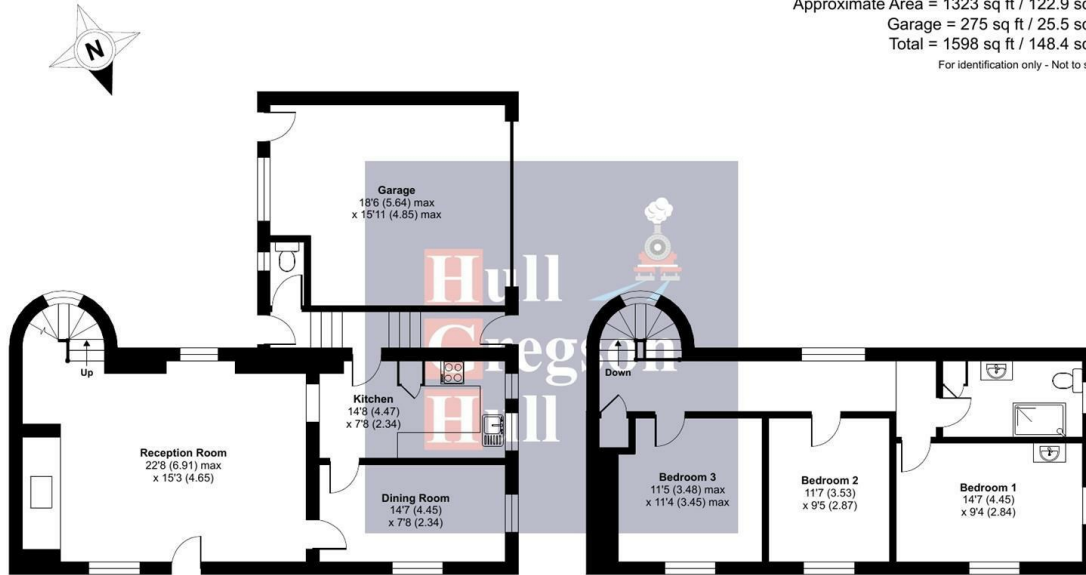 Approximate Area = 1323 sq ft / 122.9 sq
Garage = 275 sq ft / 25.5 sq
Total = 1598 sq ft / 148.4 sq
For identification only - Not to s
N
Garage
18'6 (5.64) max
x 15'11 (4.85) max
Hull
Gregson
Hull
Up
Down
Kitchen
14'8 (4.47)
x 7'8 (2.34)
Reception Room
22'8 (6.91) max
x 15'3 (4.65)
Dining Room
14'7 (4.45)
x 7'8 (2.34)
Bedroom 3
11'5 (3.48) max
x 11'4 (3.45) max
Bedroom 2
11'7 (3.53)
x 9'5 (2.87)
Bedroom 1
14'7 (4.45)
x 9'4 (2.84)